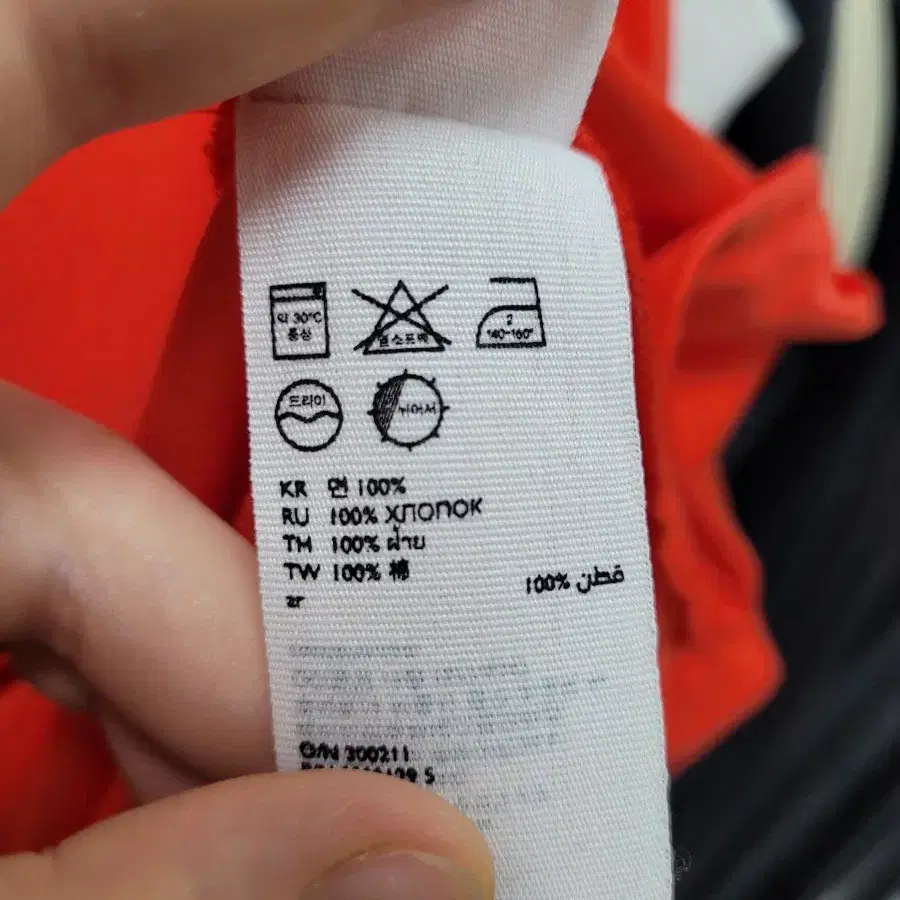 약 30°C
중성
염소표백
2
140-160°
드라이
뉘어서
KR 면 100%
RU 100% ХЛОПОК
TH 100% ฝ้าย
TW 100% 棉
100% قطن
ar
O/N 300211